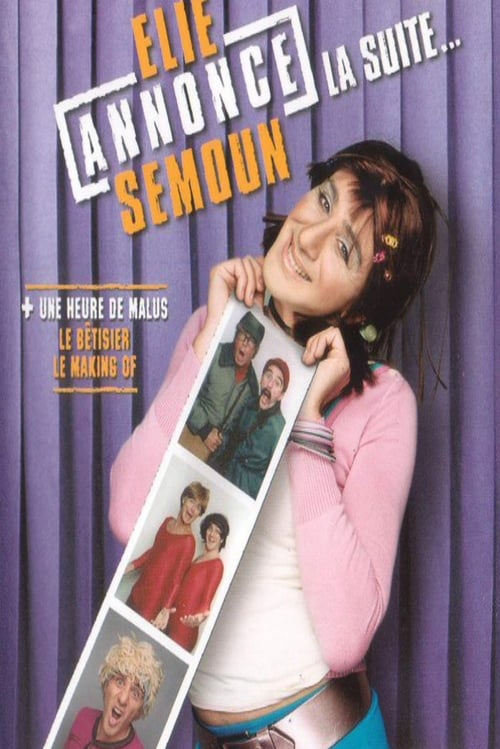 ELIE
ANNONCE
LA SUITE...
SEMOUN
+ UNE HEURE DE MALUS
LE BÊTISIER
LE MAKING OF